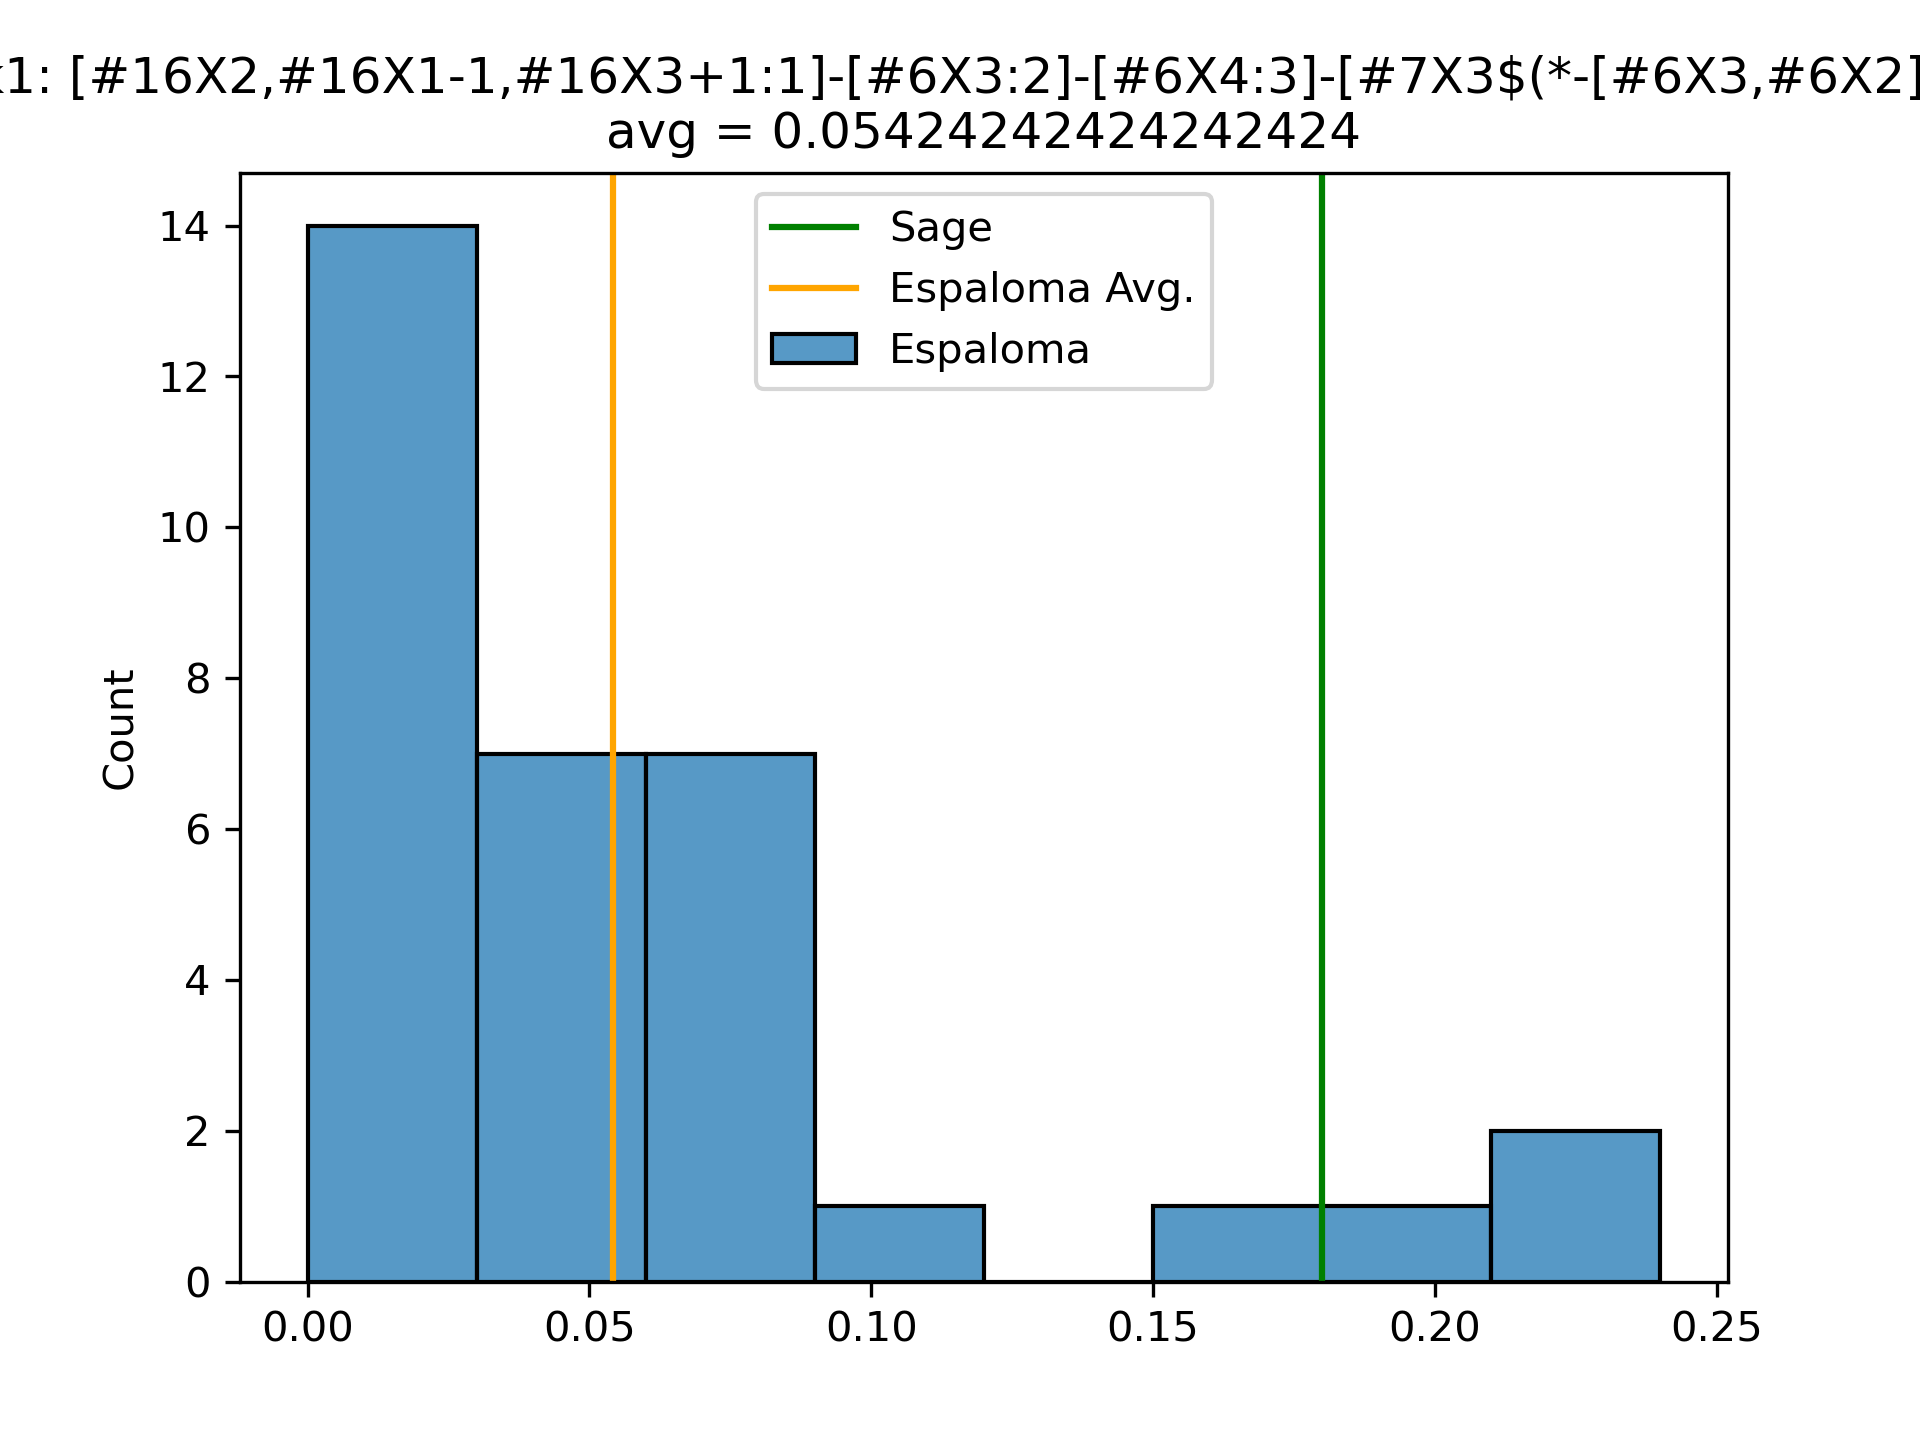 k1: [#16X2,#16X1-1,#16X3+1:1]-[#6X3:2]-[#6X4:3]-[#7X3$(*-[#6X3,#6X2]
avg = 0.05424242424242424
Sage
Espaloma Avg.
Espaloma
14
12
10
8
6
4
2
0
Count
0.00 0.05 0.10 0.15 0.20 0.25